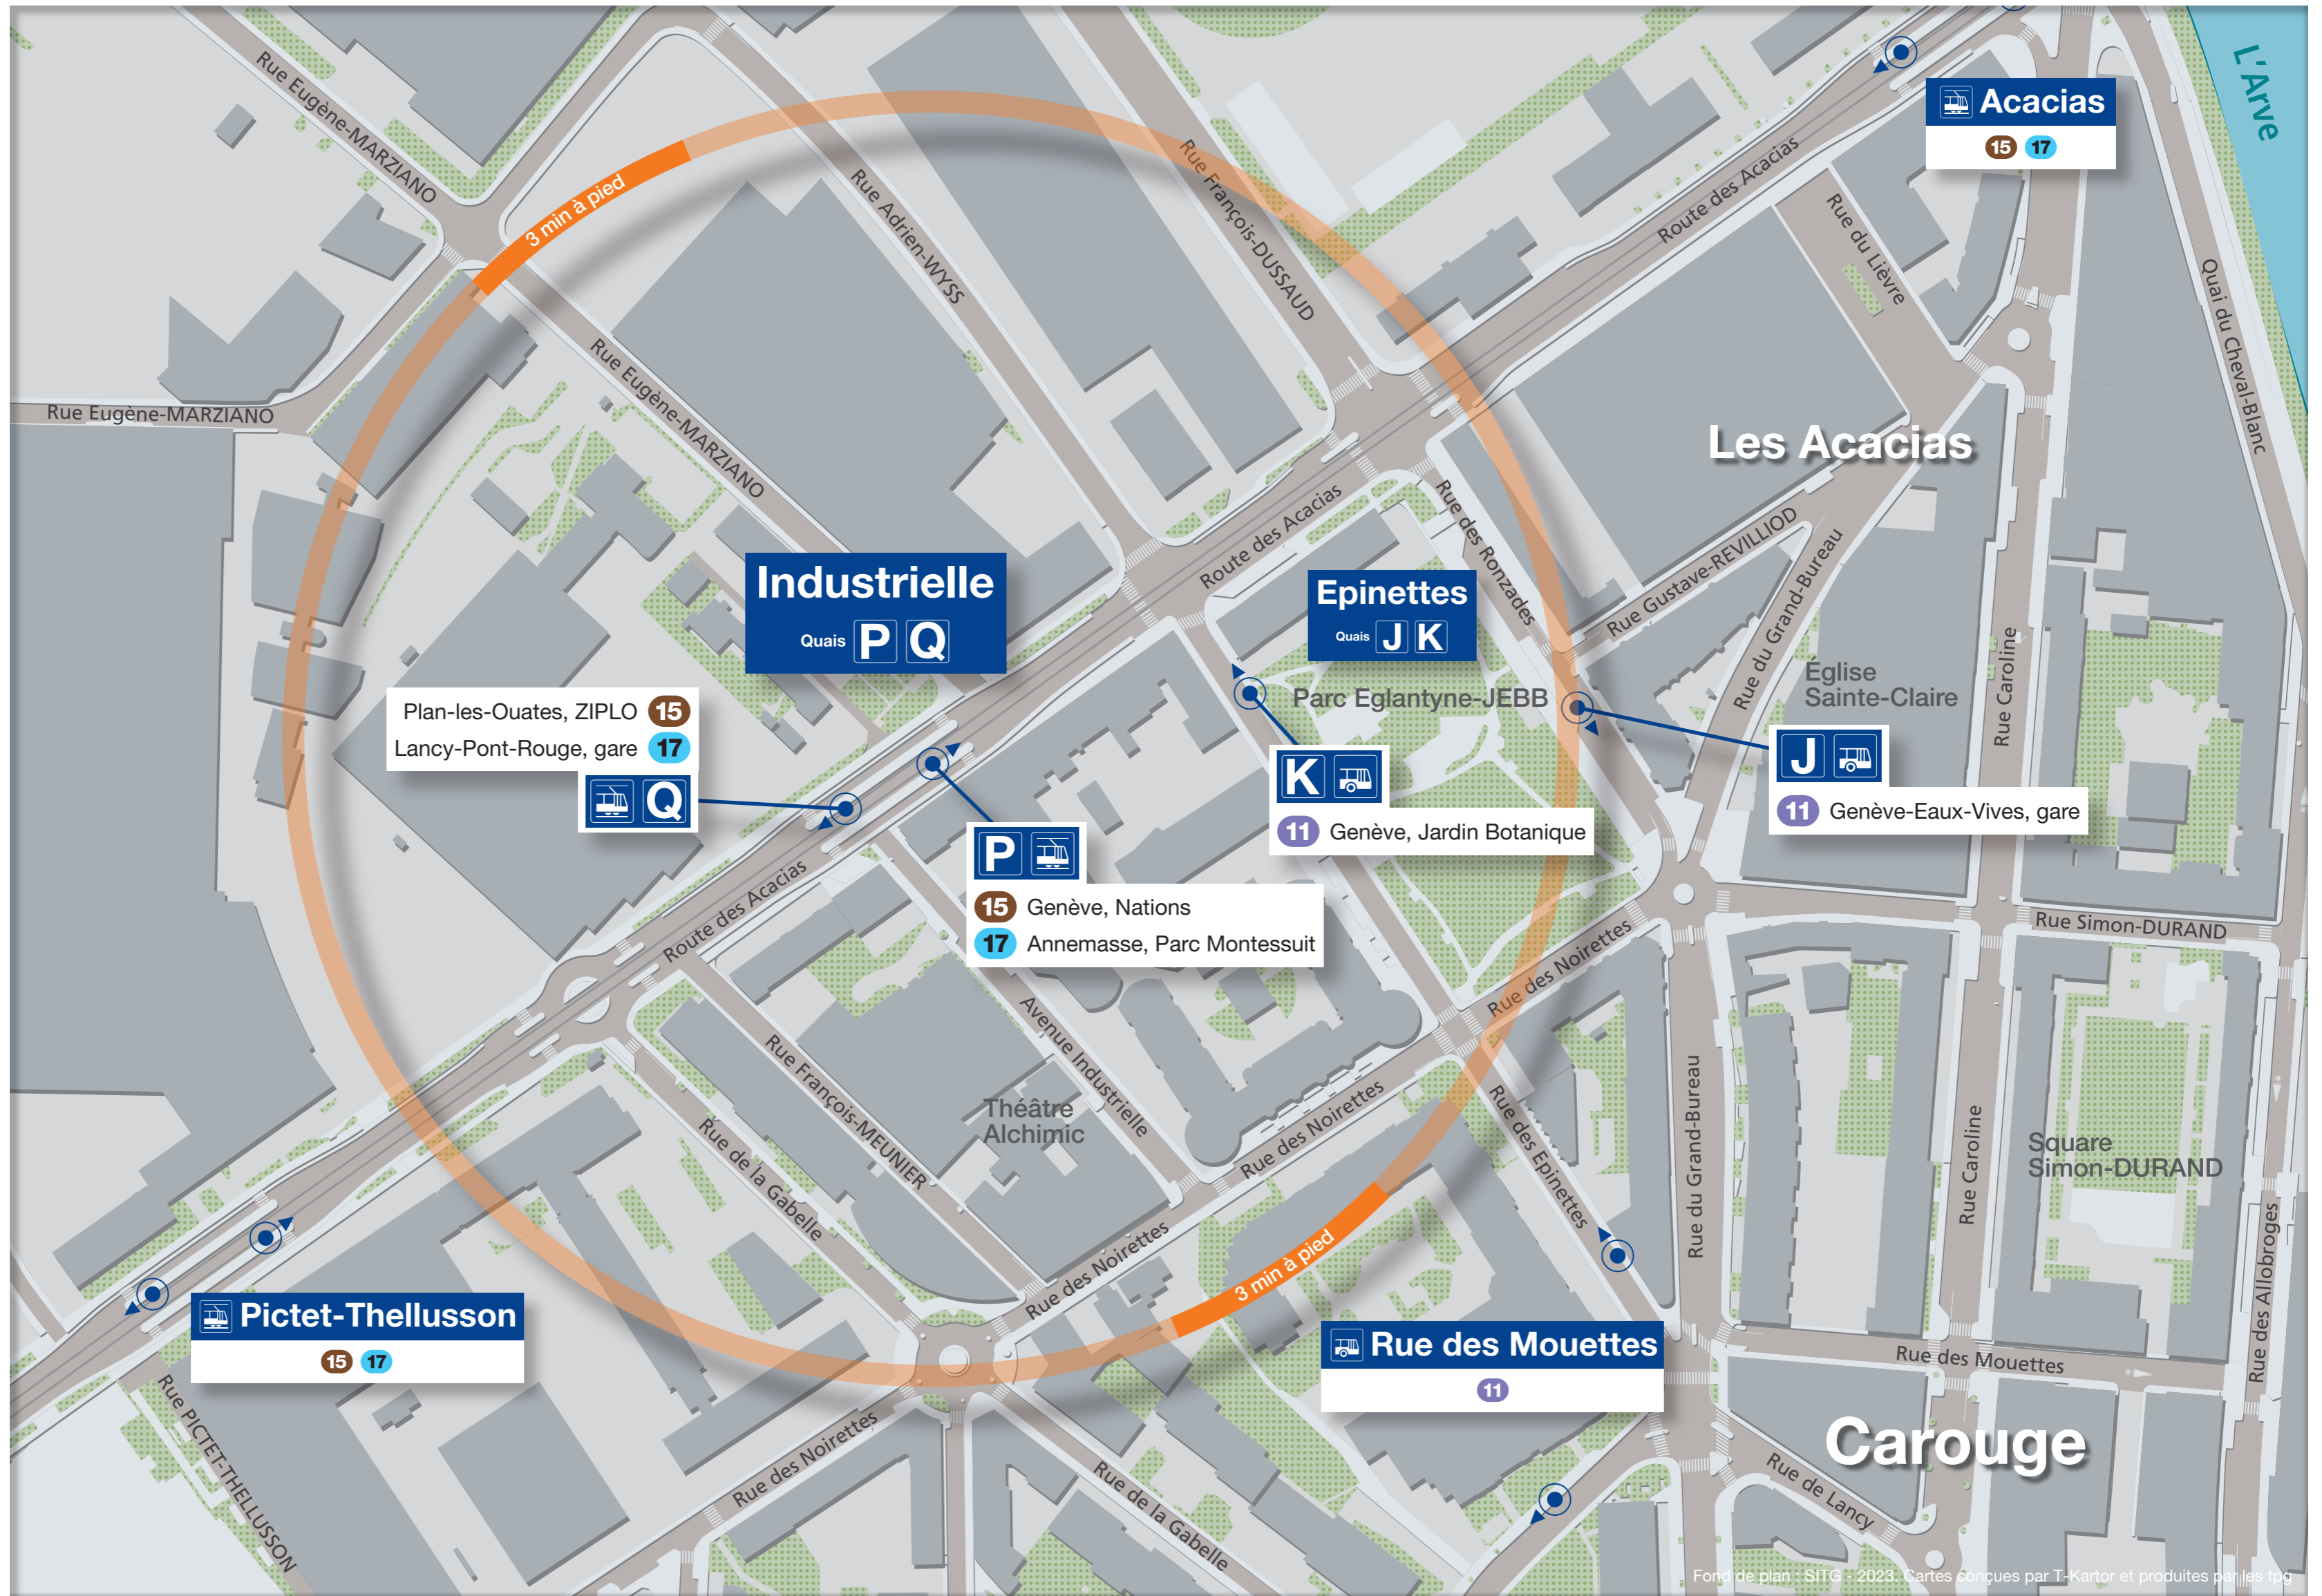 L'Arve
Acacias
15 17
Rue Eugène-MARZIANO
3 min à pied
Rue Adrien-WYSS
Rue François-DUSSAUD
Route des Acacias
Rue du Lièvre
Quai du Cheval-Blanc
Rue Eugène-MARZIANO
Rue Eugène-MARZIANO
Les Acacias
Route des Acacias
Rue des Ronzades
Rue Gustave-REVILLIOD
Rue du Grand-Bureau
Industrielle
Quais P Q
Epinettes
Quais J K
Parc Eglantyne-JEBB
Église
Sainte-Claire
Rue Caroline
Plan-les-Ouates, ZIPLO 15
Lancy-Pont-Rouge, gare 17
Q
K
11 Genève, Jardin Botanique
J
11 Genève-Eaux-Vives, gare
P
15 Genève, Nations
17 Annemasse, Parc Montessuit
Route des Acacias
Rue des Noirettes
Rue Simon-DURAND
Avenue Industrielle
Rue François-MEUNIER
Théâtre
Alchimic
Rue de la Gabelle
Rue des Noirettes
Rue des Epinettes
Rue du Grand-Bureau
Rue Caroline
Square
Simon-DURAND
Rue des Allobroges
Rue des Noirettes
3 min à pied
Pictet-Thellusson
15 17
Rue des Mouettes
11
Rue des Mouettes
Rue PICTET-THELLUSSON
Rue des Noirettes
Rue de la Gabelle
Carouge
Rue de Lancy
Fond de plan : SITG - 2023. Cartes conçues par T-Kartor et produites par les tpg